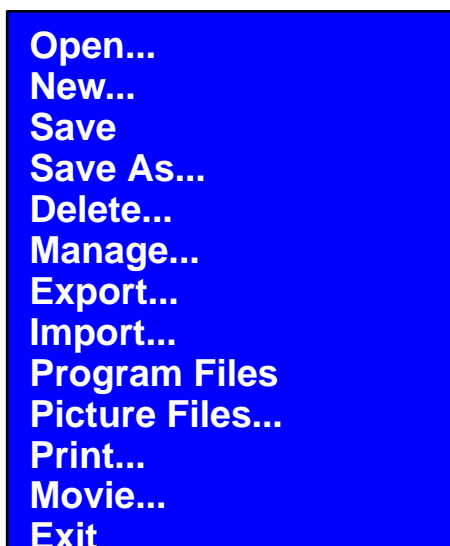 Open...
New...
Save
Save As...
Delete...
Manage...
Export...
Import...
Program Files
Picture Files...
Print...
Movie...
Exit